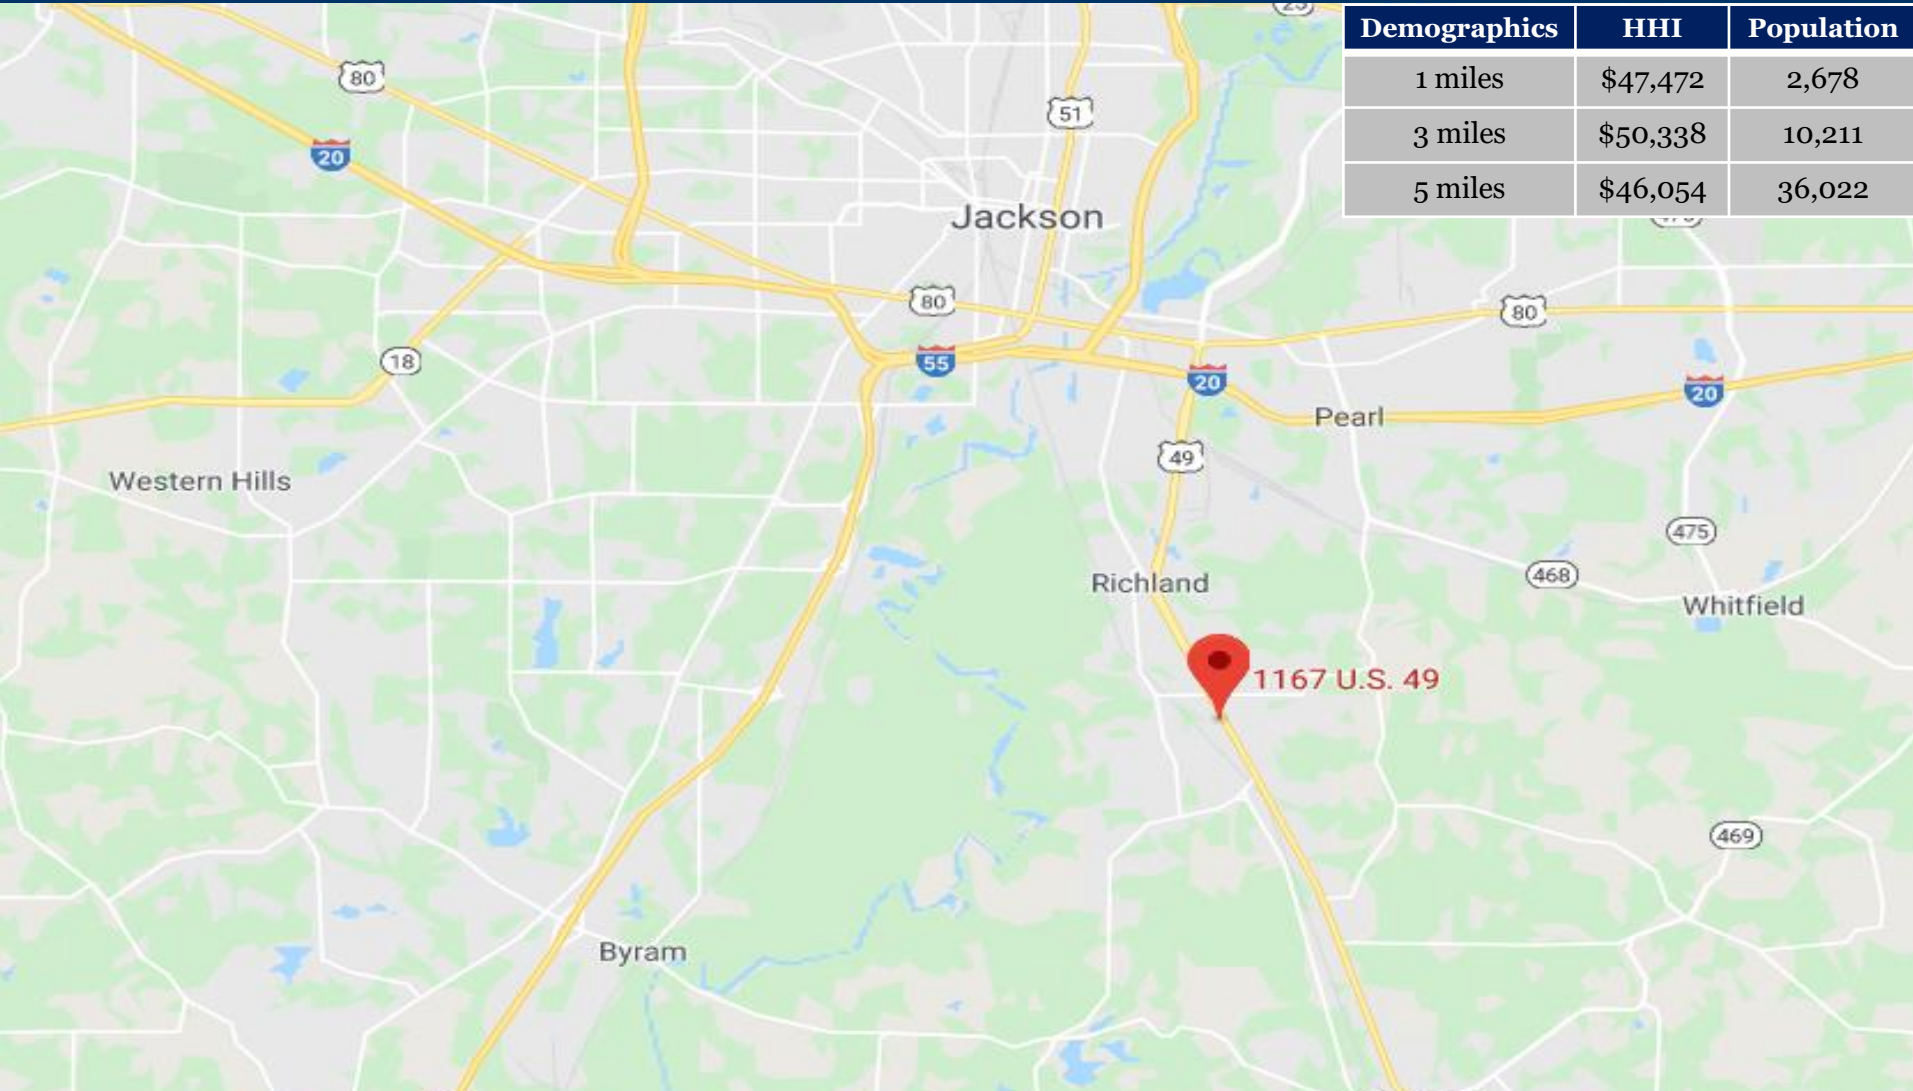 Demographics HHI Population
1 miles $47,472 2,678
3 miles $50,338 10,211
5 miles $46,054 36,022
80
20
51
Jackson
80
80
18
55
20
20
Pearl
49
Western Hills
475
Richland
468
Whitfield
1167 U.S. 49
469
Byram